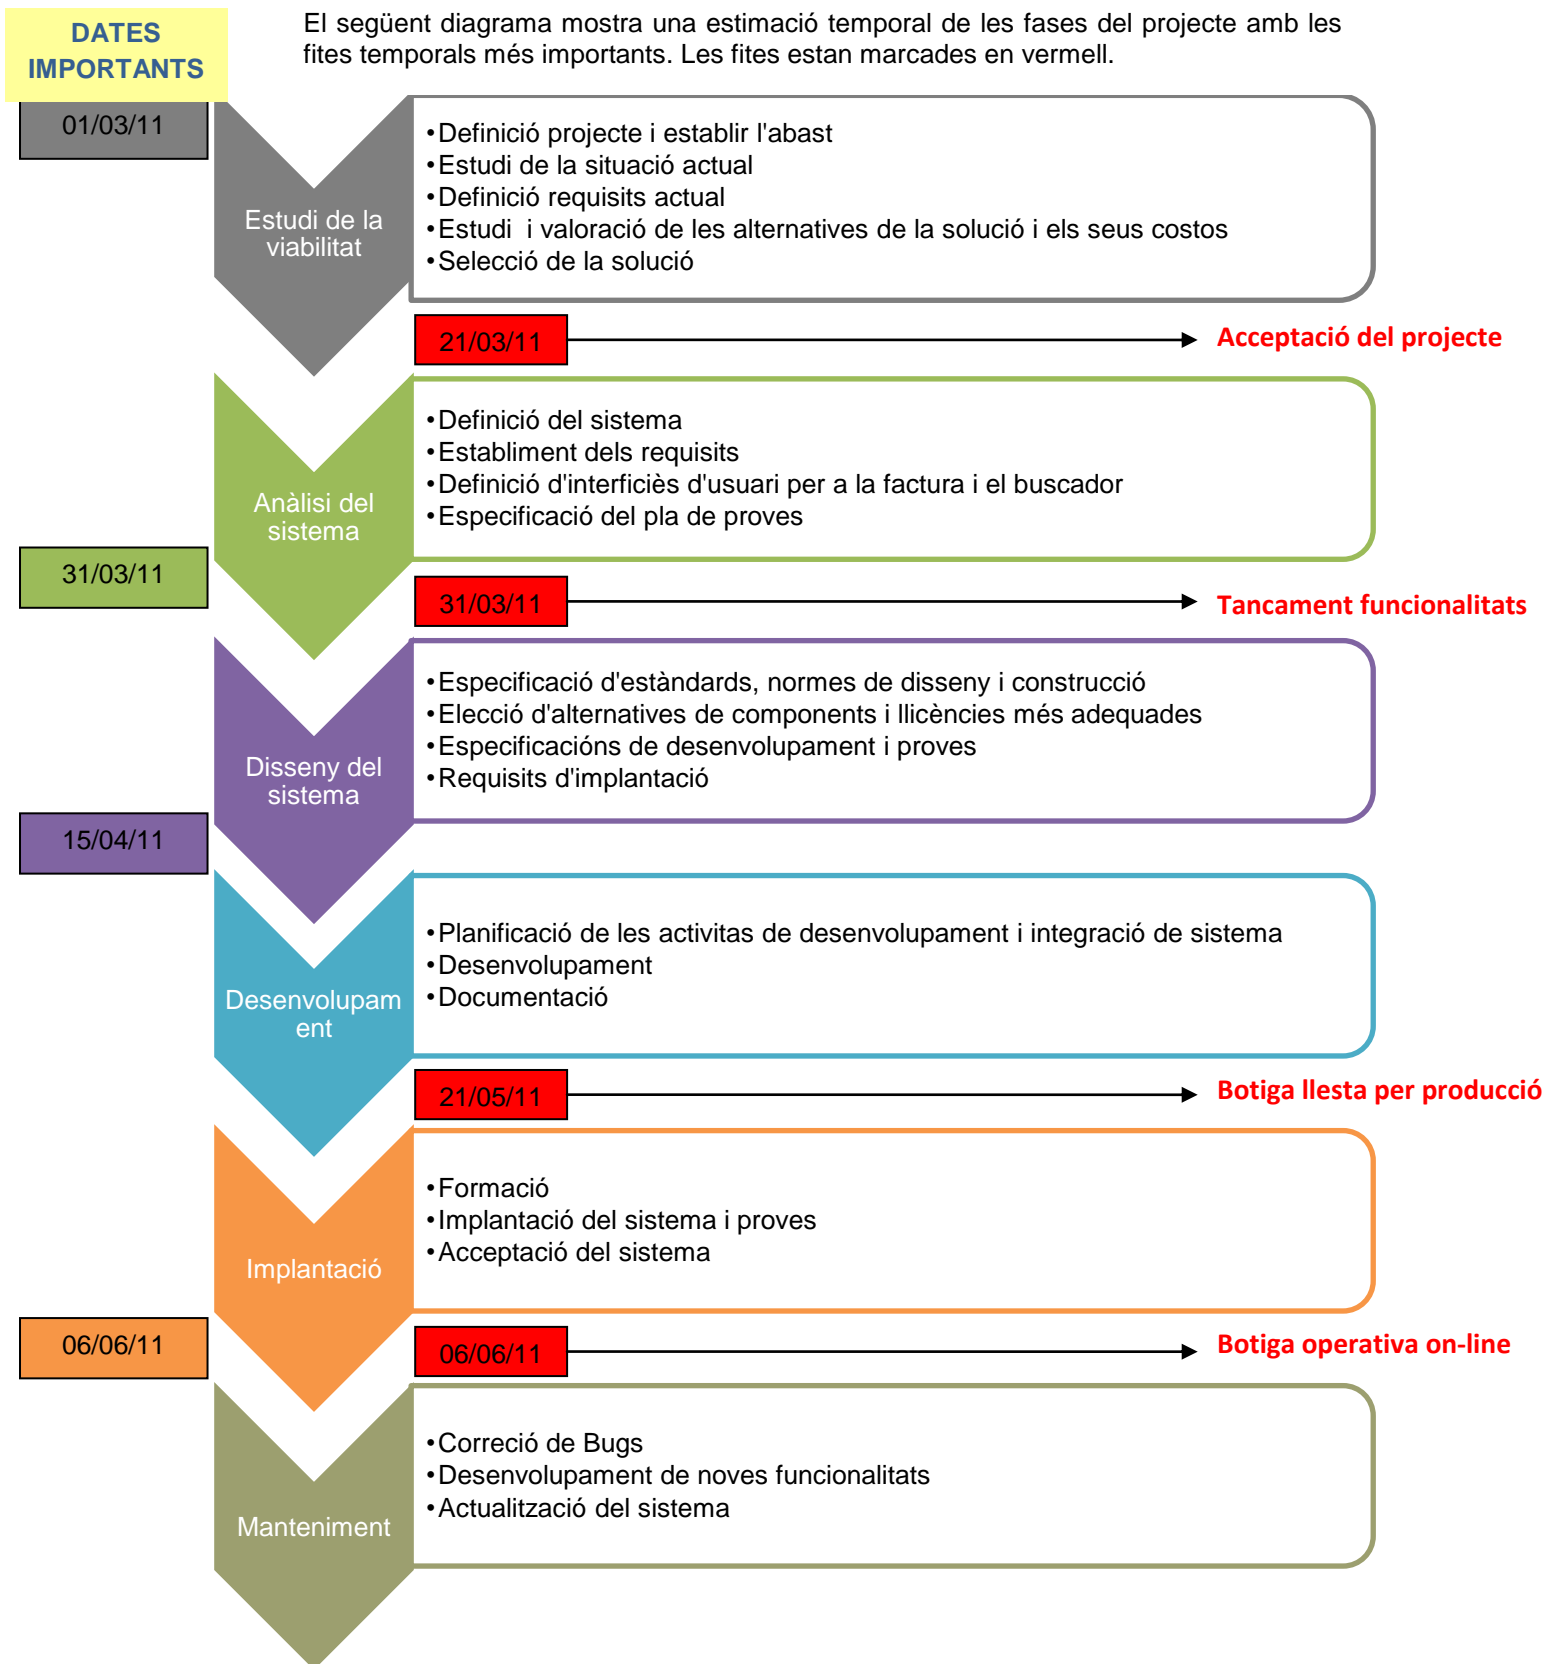 DATES
IMPORTANTS
El següent diagrama mostra una estimació temporal de les fases del projecte amb les
fites temporals més importants. Les fites estan marcades en vermell.
01/03/11
Estudi de la
viabilitat
•Definició projecte i establir l'abast
•Estudi de la situació actual
•Definició requisits actual
•Estudi  i valoració de les alternatives de la solució i els seus costos
•Selecció de la solució
21/03/11
Acceptació del projecte
Anàlisi del
sistema
•Definició del sistema
•Establiment dels requisits
•Definició d'interficiès d'usuari per a la factura i el buscador
•Especificació del pla de proves
31/03/11
31/03/11
Tancament funcionalitats
Disseny del
sistema
•Especificació d'estàndards, normes de disseny i construcció
•Elecció d'alternatives de components i llicències més adequades
•Especificacións de desenvolupament i proves
•Requisits d'implantació
15/04/11
Desenvolupam
ent
•Planificació de les activitas de desenvolupament i integració de sistema
•Desenvolupament
•Documentació
21/05/11
Botiga llesta per producció
Implantació
•Formació
•Implantació del sistema i proves
•Acceptació del sistema
06/06/11
06/06/11
Botiga operativa on-line
Manteniment
•Correció de Bugs
•Desenvolupament de noves funcionalitats
•Actualització del sistema